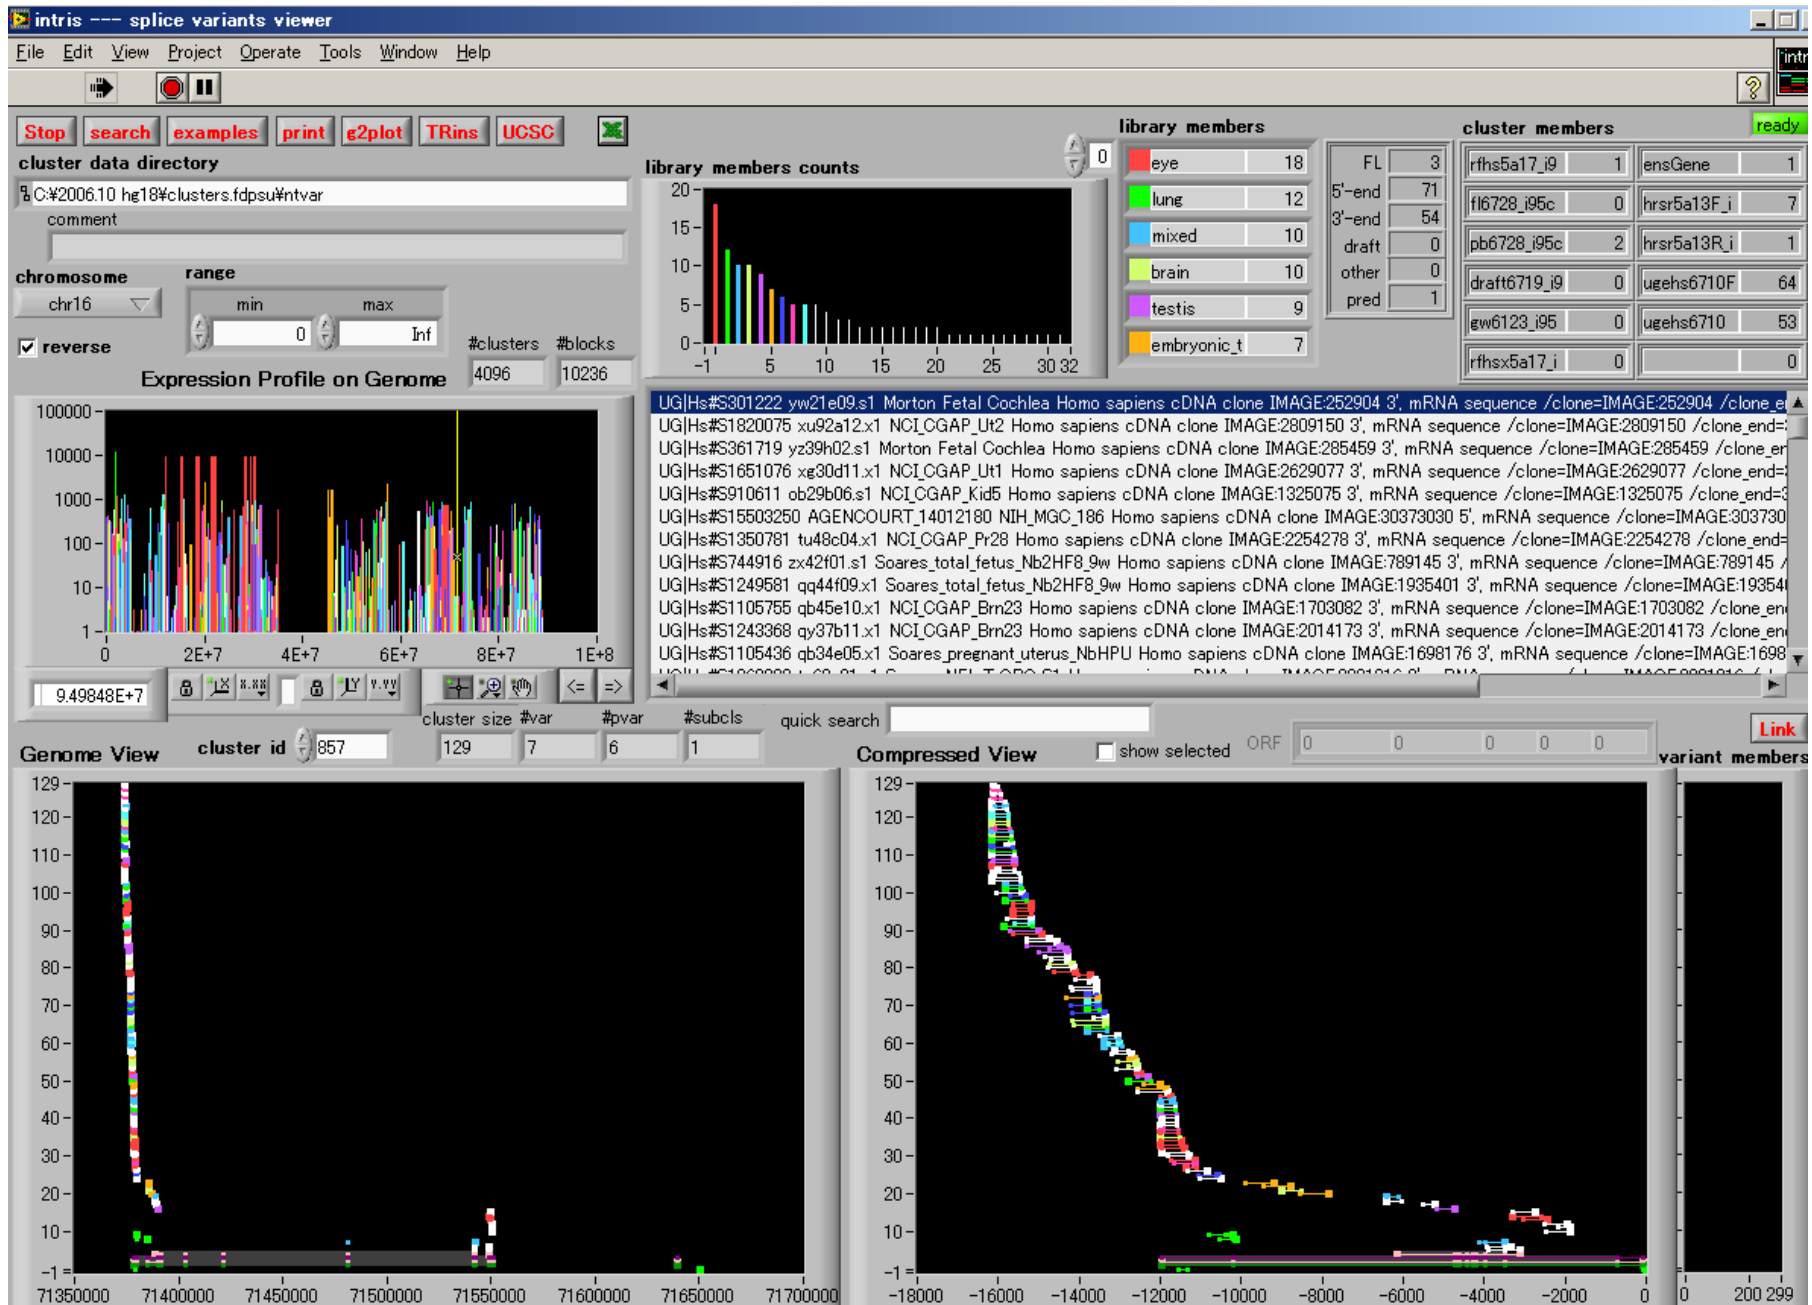 intris --- splice variants viewer
File Edit View Project Operate Tools Window Help
intr
Stop search examples print g2plot TRins UCSC
cluster data directory
C:¥2006.10 hg18¥clusters.fdpsu¥ntvar
comment
chromosome
chr16
range
min max
0 Inf
reverse
#clusters #blocks
4096 10236
library members counts
0
20
15
10
5
0
-1 5 10 15 20 25 30 32
library members
eye 18
lung 12
mixed 10
brain 10
testis 9
embryonic_t 7
FL 3
5'-end 71
3'-end 54
draft 0
other 0
pred 1
cluster members
ready
rfhs5a17_i9 1 ensGene 1
fl6728_i95c 0 hrsr5a13F_i 7
pb6728_i95c 2 hrsr5a13R_i 1
draft6719_i9 0 ugehs6710F 64
gw6123_i95 0 ugehs6710 53
rfhsx5a17_i 0 0
Expression Profile on Genome
100000
10000
1000
100
10
1
0 2E+7 4E+7 6E+7 8E+7 1E+8
9.49848E+7
X X.XX Y Y.YY <= =>
UG|Hs#S301222 yw21e09.s1 Morton Fetal Cochlea Homo sapiens cDNA clone IMAGE:252904 3', mRNA sequence /clone=IMAGE:252904 /clone_e
UG|Hs#S1820075 xu92a12.x1 NCI_CGAP_Ut2 Homo sapiens cDNA clone IMAGE:2809150 3', mRNA sequence /clone=IMAGE:2809150 /clone_end=
UG|Hs#S361719 yz39h02.s1 Morton Fetal Cochlea Homo sapiens cDNA clone IMAGE:285459 3', mRNA sequence /clone=IMAGE:285459 /clone_er
UG|Hs#S1651076 xg30d11.x1 NCI_CGAP_Ut1 Homo sapiens cDNA clone IMAGE:2629077 3', mRNA sequence /clone=IMAGE:2629077 /clone_end=
UG|Hs#S910611 ob29b06.s1 NCI_CGAP_Kid5 Homo sapiens cDNA clone IMAGE:1325075 3', mRNA sequence /clone=IMAGE:1325075 /clone_end=3
UG|Hs#S15503250 AGENCOURT_14012180 NIH_MGC_186 Homo sapiens cDNA clone IMAGE:30373030 5', mRNA sequence /clone=IMAGE:303730
UG|Hs#S1350781 tu48c04.x1 NCI_CGAP_Pr28 Homo sapiens cDNA clone IMAGE:2254278 3', mRNA sequence /clone=IMAGE:2254278 /clone_end=
UG|Hs#S744916 zx42f01.s1 Soares_total_fetus_Nb2HF8_9w Homo sapiens cDNA clone IMAGE:789145 3', mRNA sequence /clone=IMAGE:789145 /
UG|Hs#S1249581 qq44f09.x1 Soares_total_fetus_Nb2HF8_9w Homo sapiens cDNA clone IMAGE:1935401 3', mRNA sequence /clone=IMAGE:19354
UG|Hs#S1105755 qb45e10.x1 NCI_CGAP_Brn23 Homo sapiens cDNA clone IMAGE:1703082 3', mRNA sequence /clone=IMAGE:1703082 /clone_en
UG|Hs#S1243368 qy37b11.x1 NCI_CGAP_Brn23 Homo sapiens cDNA clone IMAGE:2014173 3', mRNA sequence /clone=IMAGE:2014173 /clone_en
UG|Hs#S1105436 qb34e05.x1 Soares_pregnant_uterus_NbHPU Homo sapiens cDNA clone IMAGE:1698176 3', mRNA sequence /clone=IMAGE:1698
cluster size #var #pvar #subcls
129 7 6 1
quick search
Genome View cluster id 857
Compressed View show selected
ORF 0 0 0 0 0
Link
variant members
129
120
110
100
90
80
70
60
50
40
30
20
10
-1
71350000 71400000 71450000 71500000 71550000 71600000 71650000 71700000
129
120
110
100
90
80
70
60
50
40
30
20
10
-1
-18000 -16000 -14000 -12000 -10000 -8000 -6000 -4000 -2000 0
0 200 299